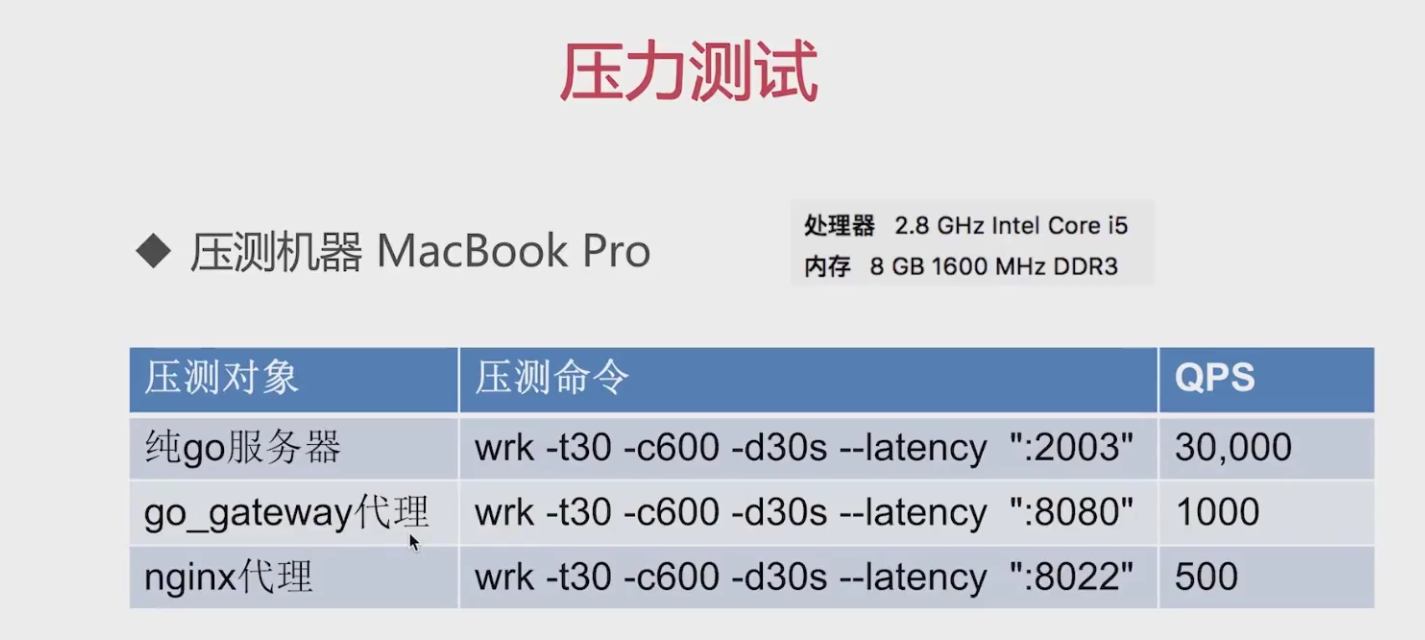 压力测试
◆ 压测机器 MacBook Pro
处理器 2.8 GHz Intel Core i5
内存 8 GB 1600 MHz DDR3
压测对象 压测命令 QPS
纯go服务器 wrk -t30 -c600 -d30s --latency ":2003" 30,000
go_gateway代理 wrk -t30 -c600 -d30s --latency ":8080" 1000
nginx代理 wrk -t30 -c600 -d30s --latency ":8022" 500